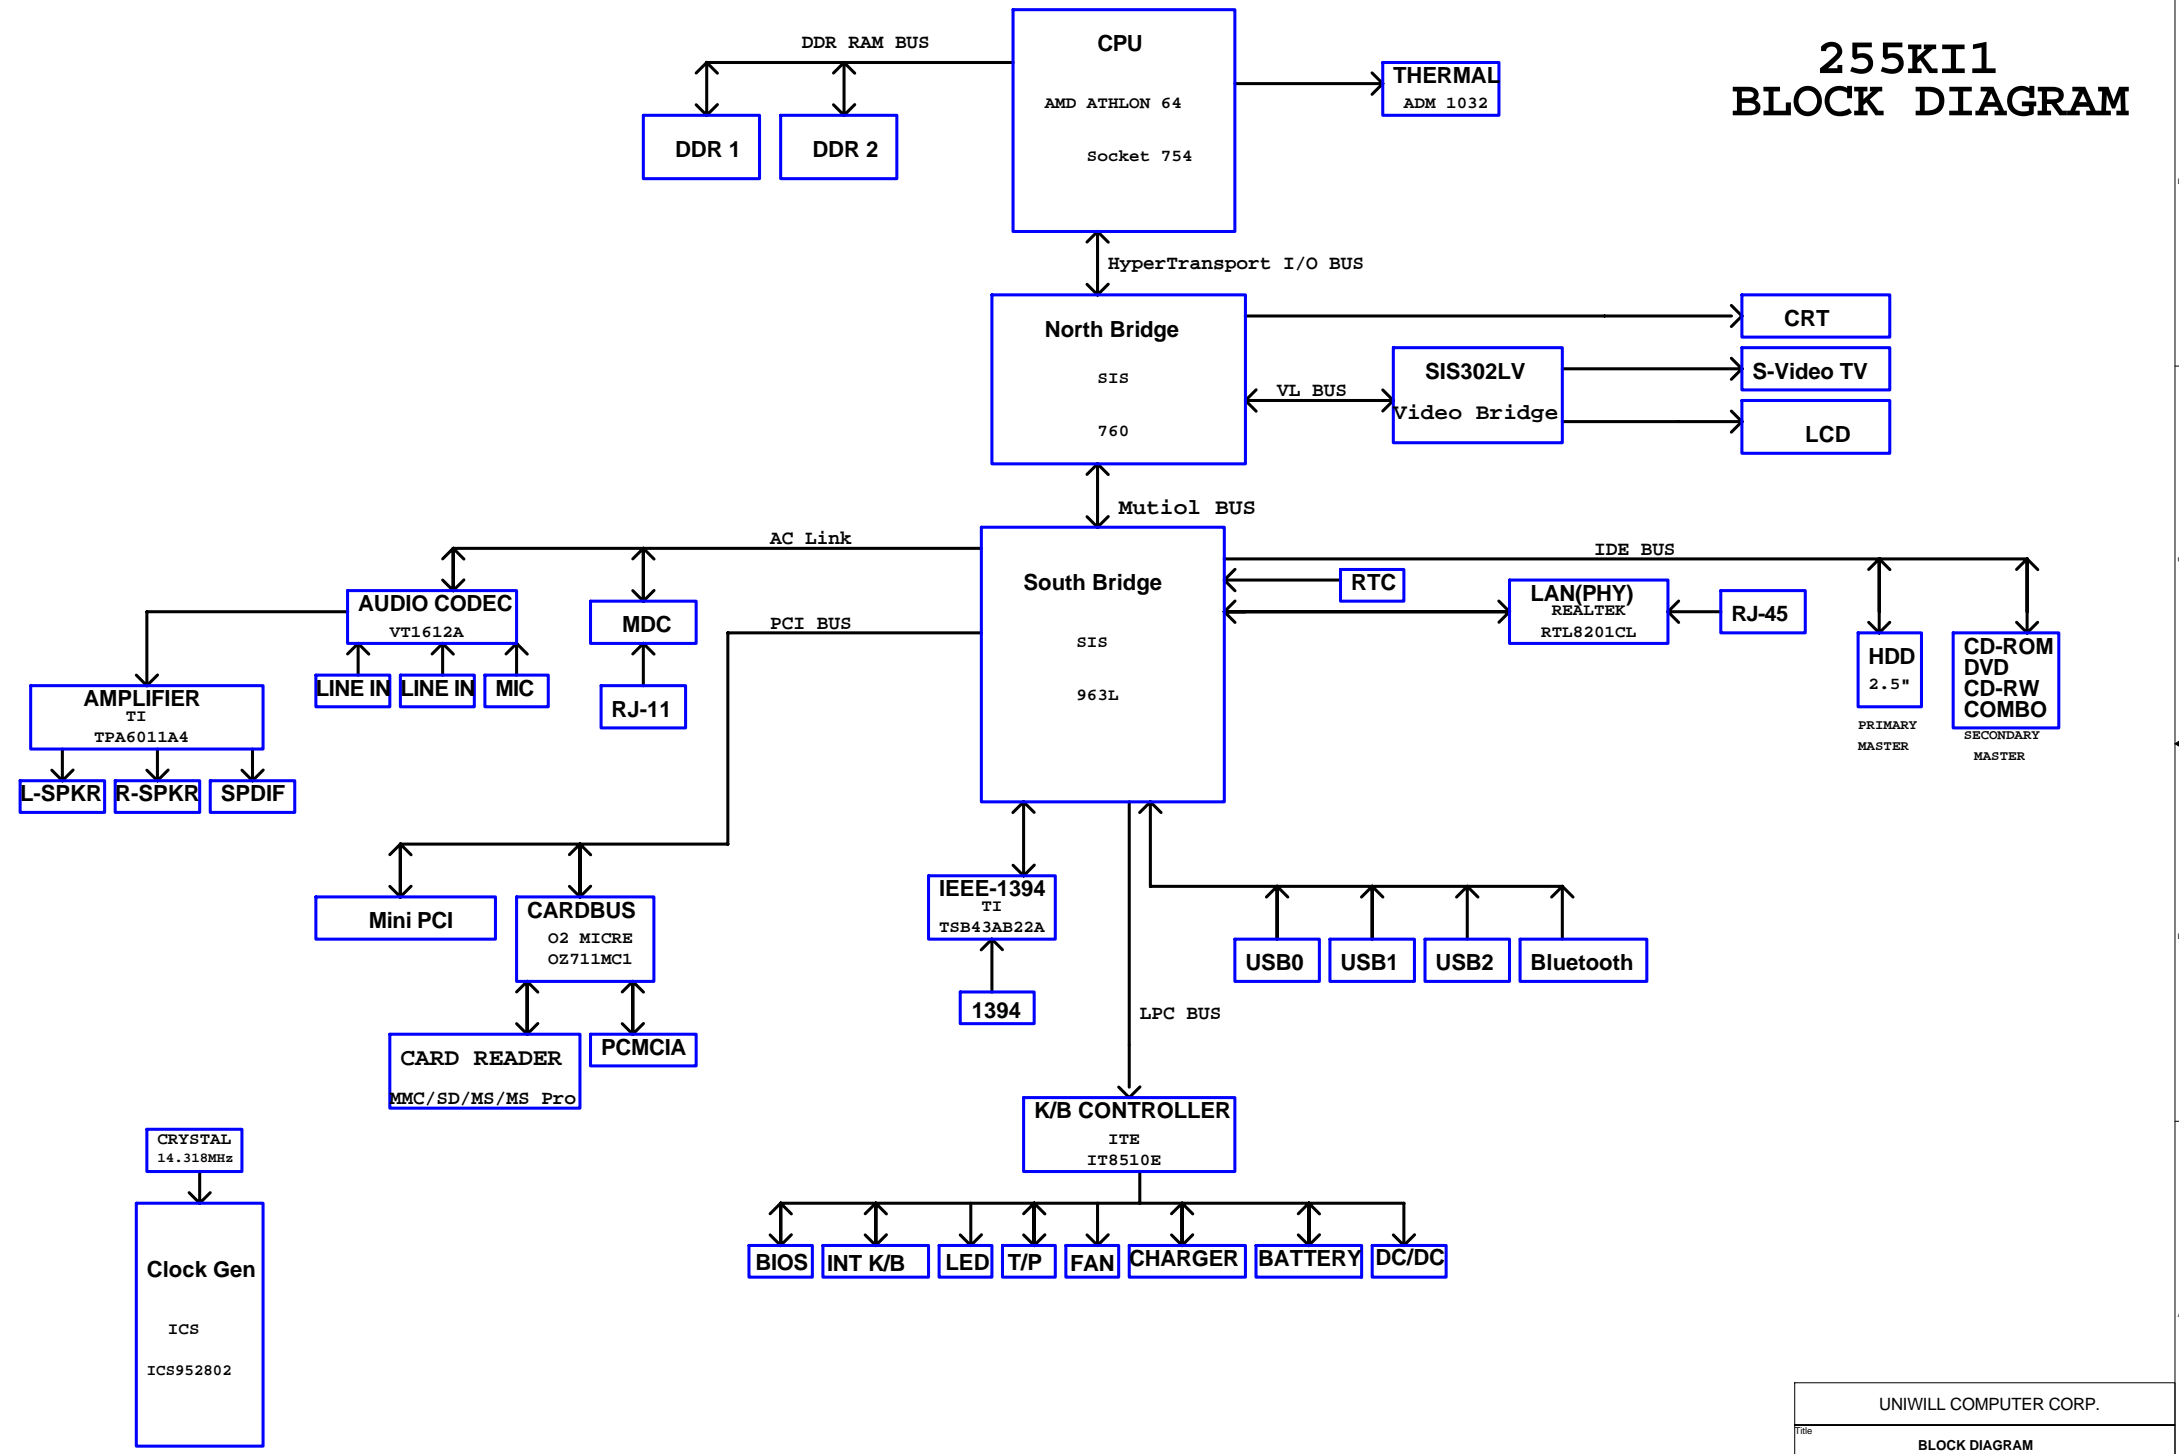 255KI1
BLOCK DIAGRAM
DDR RAM BUS
CPU
AMD ATHLON 64
Socket 754
THERMAL
ADM 1032
DDR 1
DDR 2
HyperTransport I/O BUS
North Bridge
SIS
760
CRT
VL BUS
SIS302LV
Video Bridge
S-Video TV
LCD
Mutiol BUS
AC Link
South Bridge
SIS
963L
IDE BUS
RTC
LAN(PHY)
REALTEK
RTL8201CL
RJ-45
HDD
2.5"
PRIMARY
MASTER
CD-ROM
DVD
CD-RW
COMBO
SECONDARY
MASTER
AUDIO CODEC
VT1612A
MDC
PCI BUS
LINE IN
LINE IN
MIC
RJ-11
AMPLIFIER
TI
TPA6011A4
L-SPKR
R-SPKR
SPDIF
Mini PCI
CARDBUS
O2 MICRE
OZ711MC1
IEEE-1394
TI
TSB43AB22A
1394
USB0
USB1
USB2
Bluetooth
LPC BUS
CARD READER
MMC/SD/MS/MS Pro
PCMCIA
K/B CONTROLLER
ITE
IT8510E
BIOS
INT K/B
LED
T/P
FAN
CHARGER
BATTERY
DC/DC
CRYSTAL
14.318MHz
Clock Gen
ICS
ICS952802
UNIWILL COMPUTER CORP.
Title
BLOCK DIAGRAM